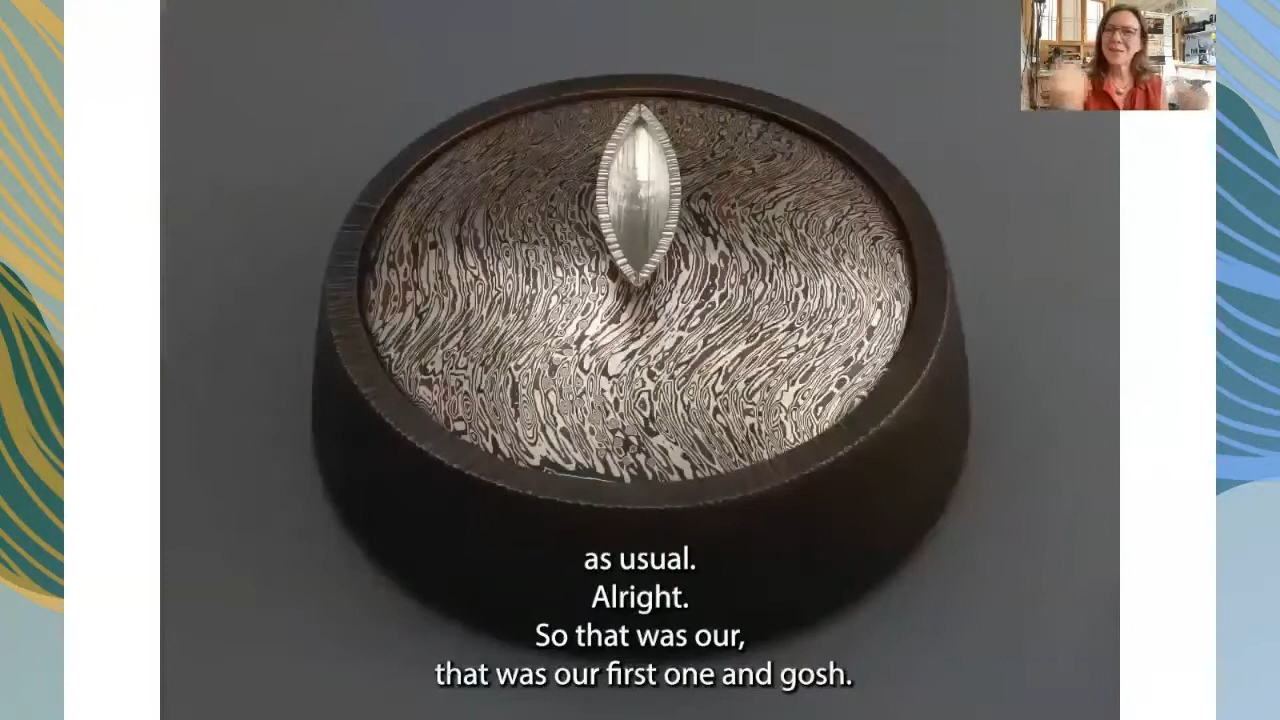 as usual.
Alright.
So that was our,
that was our first one and gosh.